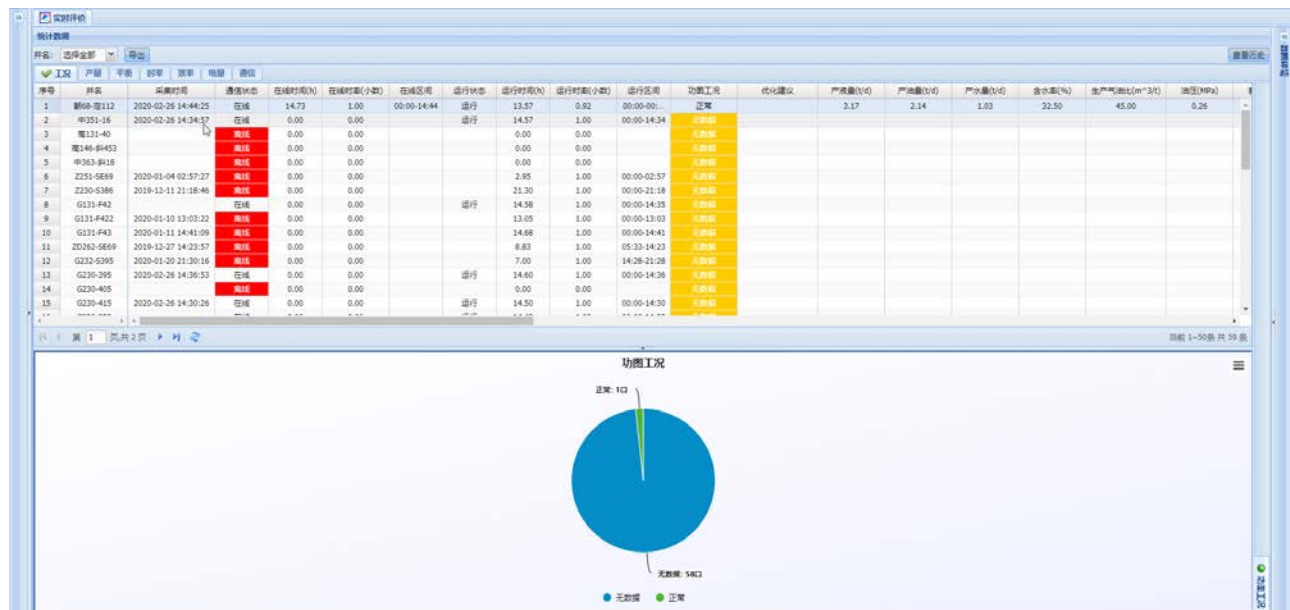 实时评价
统计数据
井名: 选择全部 导出 查看历史
工况 产量 平衡 时率 效率 电量 通信
序号 井名 采集时间 通信状态 在线时间(h) 在线时率(小数) 在线区间 运行状态 运行时间(h) 运行时率(小数) 运行区间 功图工况 优化建议 产液量(t/d) 产油量(t/d) 产水量(t/d) 含水率(%) 生产气油比(m^3/t) 油压(MPa)
1 2020-02-26 14:44:25 在线 14.73 1.00 00:00-14:44 运行 13.57 0.92 00:00-00:... 正常 3.17 2.14 1.03 32.50 45.00 0.26
2 中351-16 2020-02-26 14:34:57 在线 0.00 0.00 运行 14.57 1.00 00:00-14:34 无数据
3 离线 0.00 0.00 0.00 0.00 无数据
4 离线 0.00 0.00 0.00 0.00 无数据
5 中363-斜18 离线 0.00 0.00 0.00 0.00 无数据
6 Z251-SE69 2020-01-04 02:57:27 离线 0.00 0.00 2.95 1.00 00:00-02:57 无数据
7 Z230-S386 2019-12-11 21:18:46 离线 0.00 0.00 21.30 1.00 00:00-21:18 无数据
8 G131-F42 在线 0.00 0.00 运行 14.58 1.00 00:00-14:35 无数据
9 G131-F422 2020-01-10 13:03:22 离线 0.00 0.00 13.05 1.00 00:00-13:03 无数据
10 G131-F43 2020-01-11 14:41:09 离线 0.00 0.00 14.68 1.00 00:00-14:41 无数据
11 ZD262-SE69 2019-12-27 14:23:57 离线 0.00 0.00 8.83 1.00 05:33-14:23 无数据
12 G232-S395 2020-01-20 21:30:16 离线 0.00 0.00 7.00 1.00 14:28-21:28 无数据
13 G230-395 2020-02-26 14:36:53 在线 0.00 0.00 运行 14.60 1.00 00:00-14:36 无数据
14 G230-405 离线 0.00 0.00 0.00 0.00 无数据
15 G230-415 2020-02-26 14:30:26 在线 0.00 0.00 运行 14.50 1.00 00:00-14:30 无数据
第 1 页,共 2 页 当前 1~50条 共 59 条
功图工况
正常: 1口
无数据: 58口
无数据 正常
功图工况